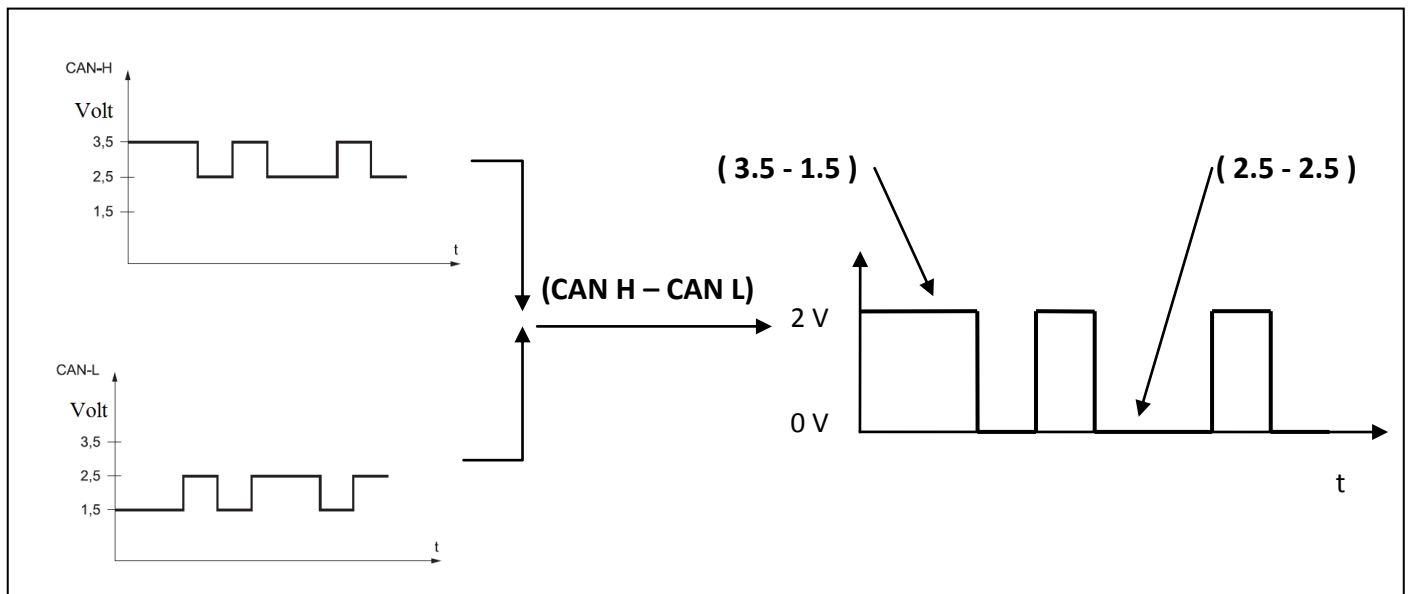 CAN-H
Volt
3,5
2,5
1,5
t
( 3.5 - 1.5 )
( 2.5 - 2.5 )
(CAN H – CAN L)
2 V
0 V
t
CAN-L
Volt
3,5
2,5
1,5
t